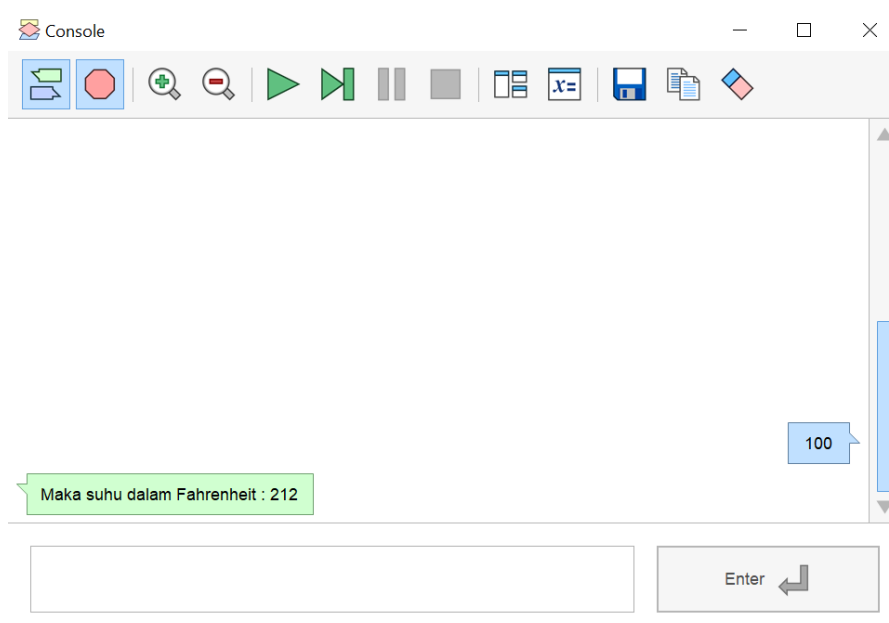 Console
x=
100
Maka suhu dalam Fahrenheit : 212
Enter